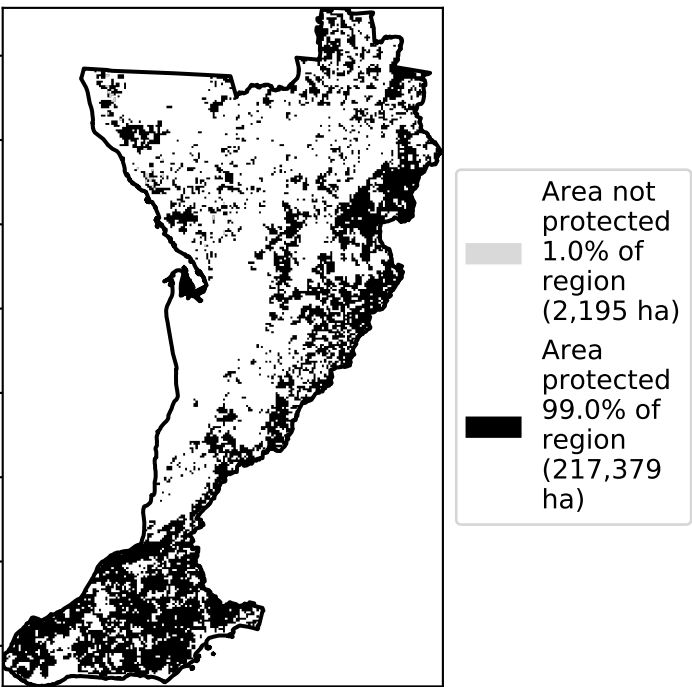 Area not
protected
1.0% of
region
(2,195 ha)
Area
protected
99.0% of
region
(217,379
ha)